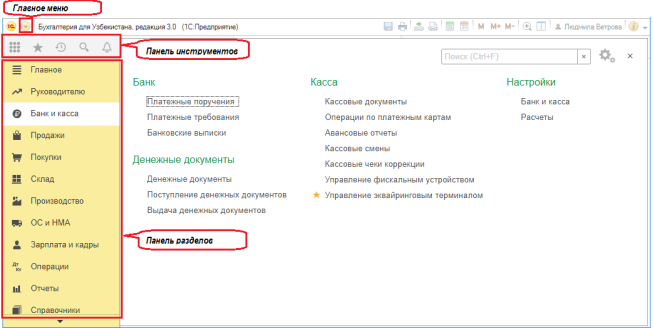 Главное меню
Бухгалтерия для Узбекистана, редакция 3.0 (1С:Предприятие)
M M+ M-
Людмила Ветрова
Панель инструментов
Поиск (Ctrl+F)
Главное
Руководителю
Банк и касса
Продажи
Покупки
Склад
Производство
ОС и НМА
Зарплата и кадры
Дт Кт Операции
Отчеты
Справочники
Панель разделов
Банк
Платежные поручения
Платежные требования
Банковские выписки
Денежные документы
Денежные документы
Поступление денежных документов
Выдача денежных документов
Касса
Кассовые документы
Операции по платежным картам
Авансовые отчеты
Кассовые смены
Кассовые чеки коррекции
Управление фискальным устройством
Управление эквайринговым терминалом
Настройки
Банк и касса
Расчеты